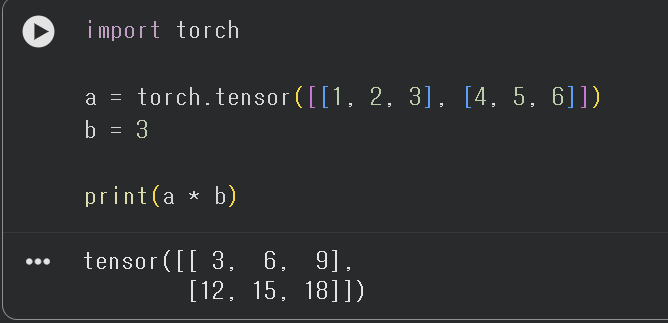 import torch
a = torch.tensor([[1, 2, 3], [4, 5, 6]])
b = 3
print(a * b)
tensor([[ 3,  6,  9],
        [12, 15, 18]])